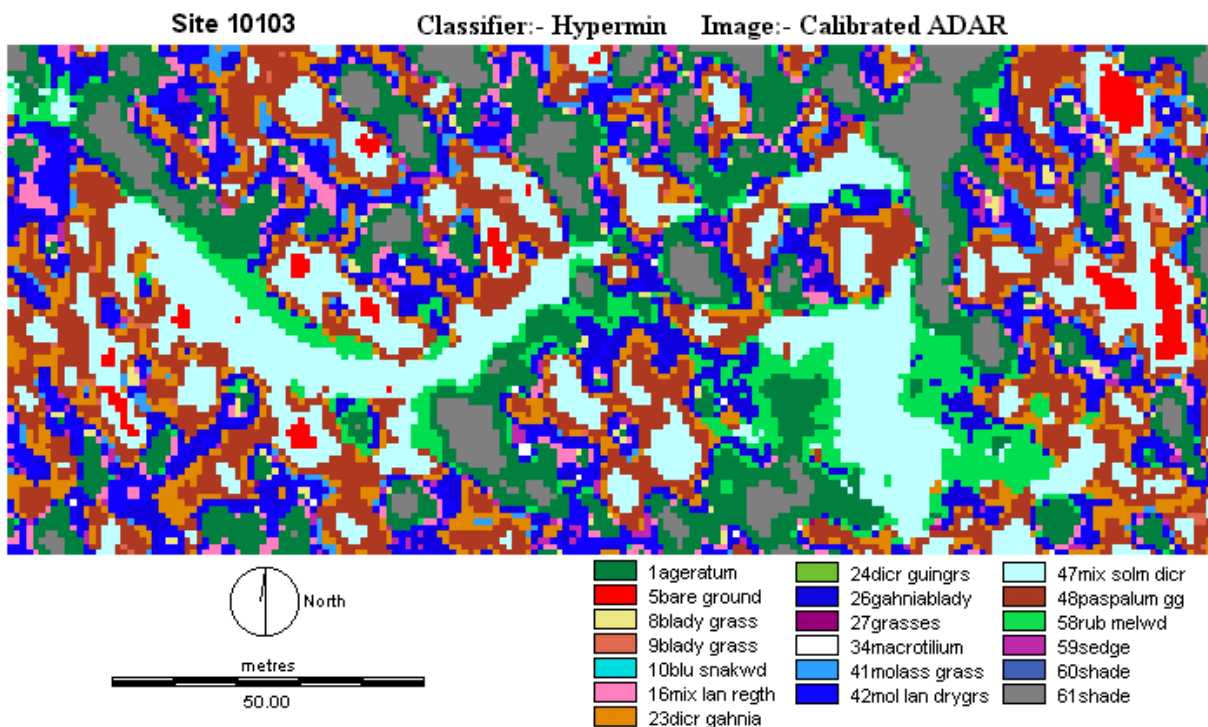 Site 10103 Classifier:- Hypermin Image:- Calibrated ADAR
North
metres
50.00
1ageratum
5bare ground
8blady grass
9blady grass
10blu snakwd
16mix lan regth
23dicr gahnia
24dicr guingrs
26gahniablady
27grasses
34macrotilium
41molass grass
42mol lan drygrs
47mix solm dicr
48paspalum gg
58rub melwd
59sedge
60shade
61shade